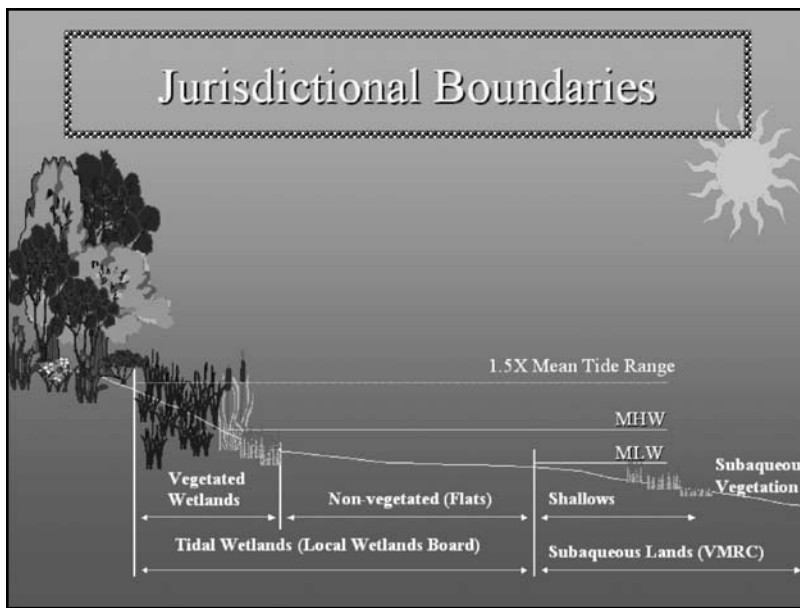 Jurisdictional Boundaries
1.5X Mean Tide Range
MHW
MLW
Subaqueous
Vegetation
Vegetated
Wetlands
Non-vegetated (Flats)
Shallows
Tidal Wetlands (Local Wetlands Board)
Subaqueous Lands (VMRC)